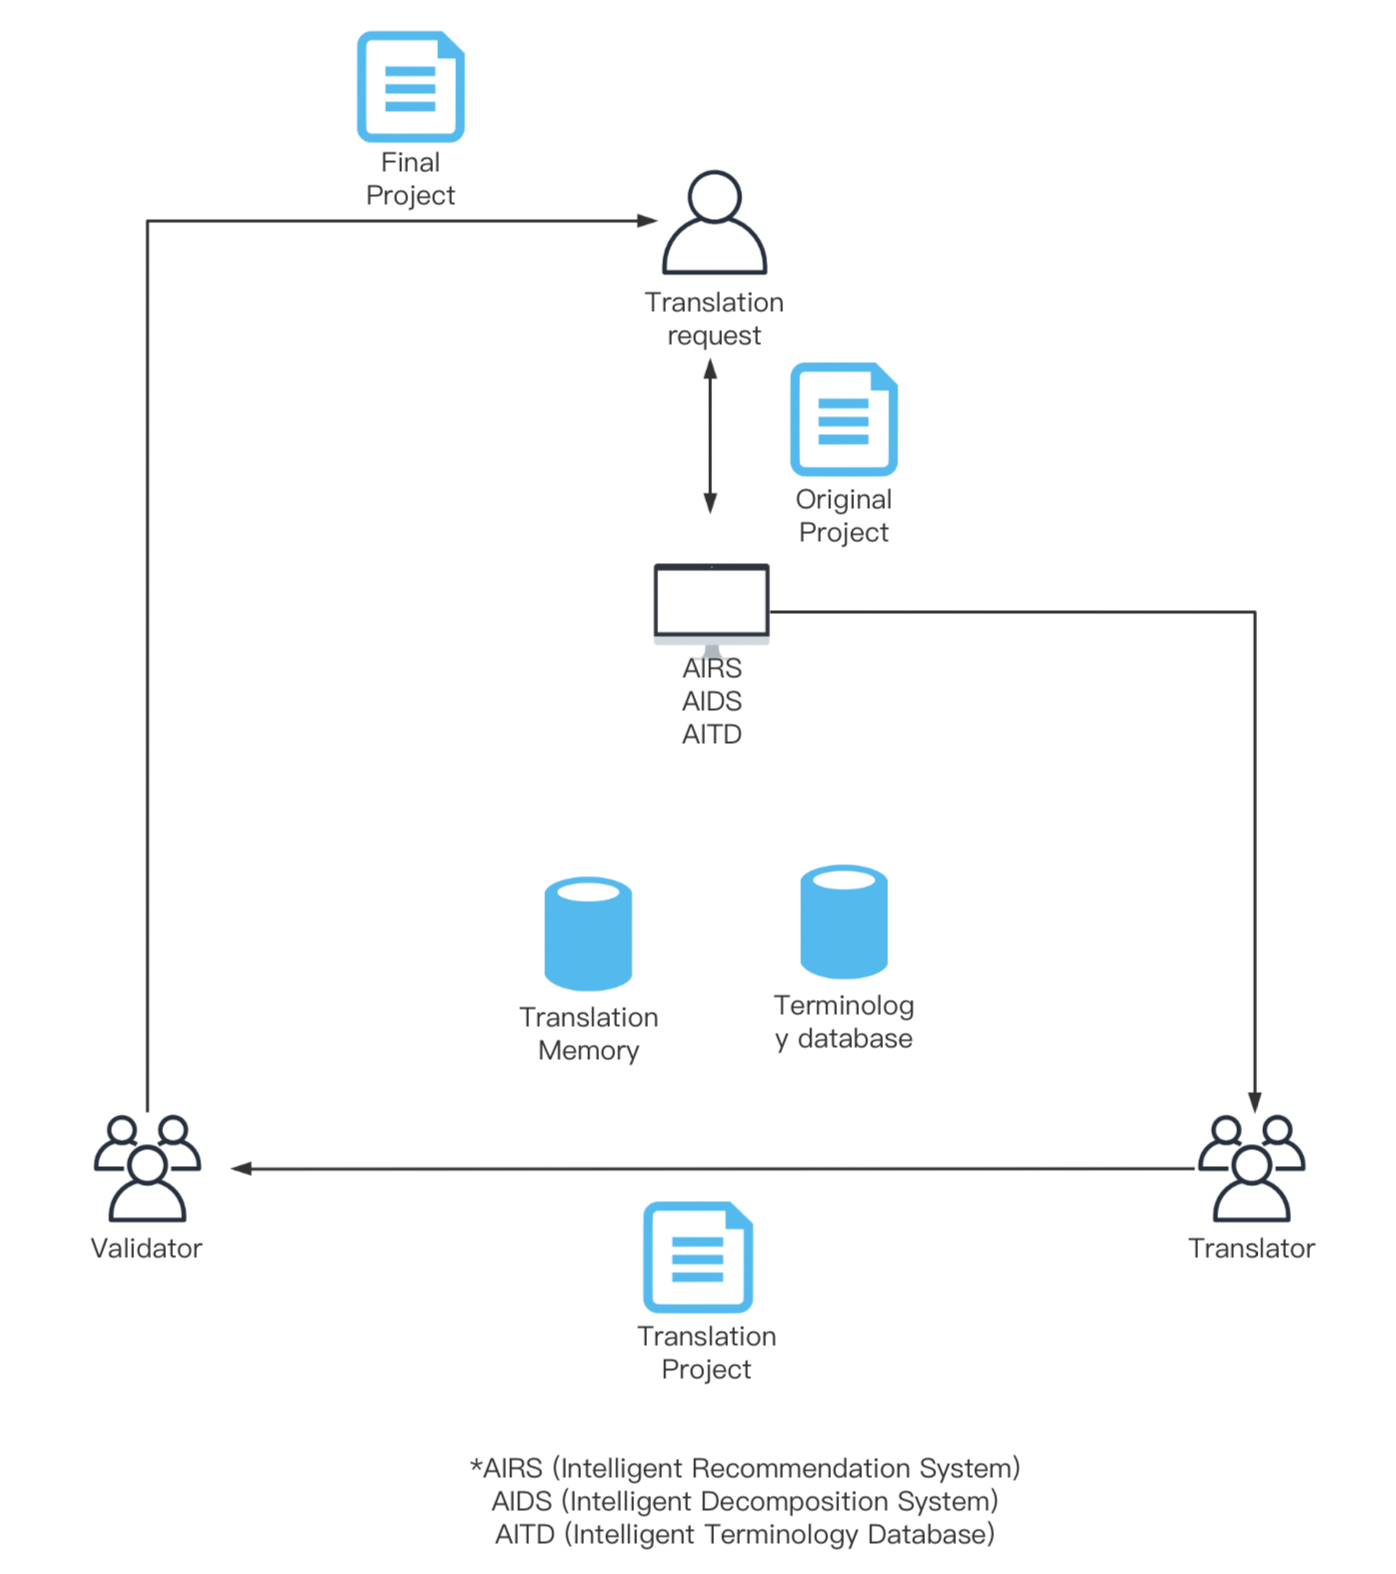 Final
Project
Translation
request
Original
Project
AIRS
AIDS
AITD
Translation
Memory
Terminolog
y database
Validator
Translator
Translation
Project
*AIRS (Intelligent Recommendation System)
AIDS (Intelligent Decomposition System)
AITD (Intelligent Terminology Database)